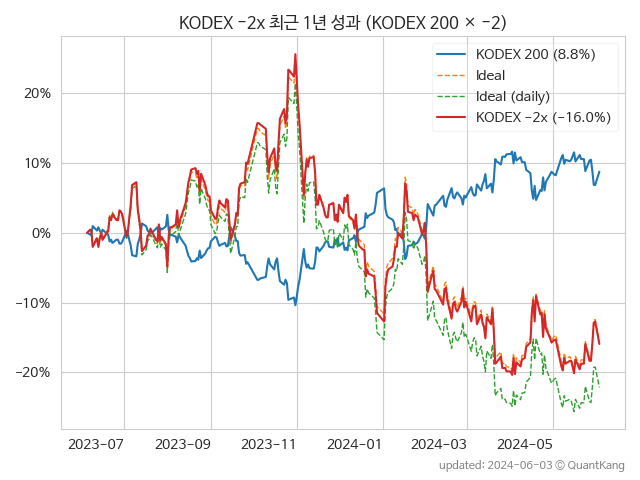 KODEX -2x 최근 1년 성과 (KODEX 200 × -2)
KODEX 200 (8.8%)
Ideal
Ideal (daily)
KODEX -2x (-16.0%)
20%
10%
0%
−10%
−20%
2023-07
2023-09
2023-11
2024-01
2024-03
2024-05
updated: 2024-06-03 © QuantKang